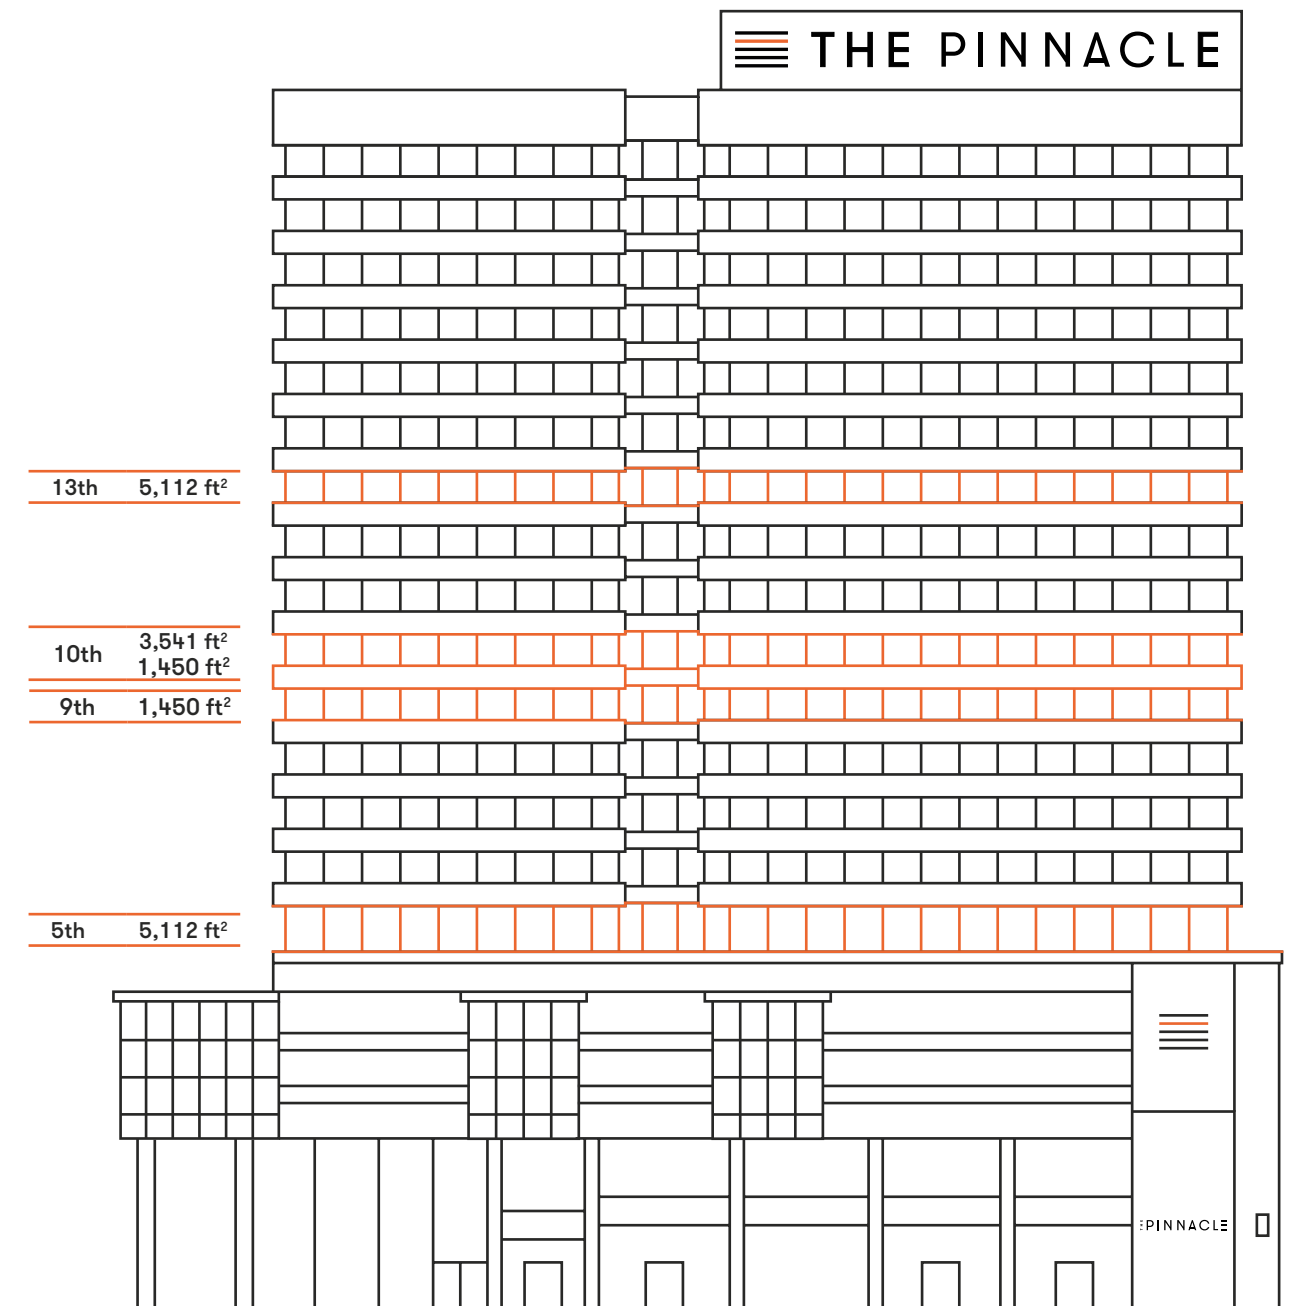 THE PINNACLE
13th 5,112 ft²
10th 3,541 ft²
1,450 ft²
9th 1,450 ft²
5th 5,112 ft²
PINNACLE